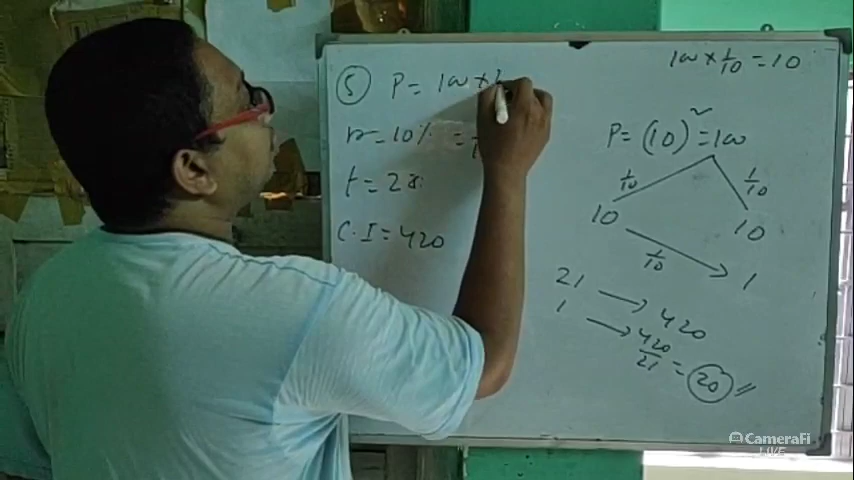 ⑤ P = 100 ×
r = 10% =
t = 2
C.I = 420
100 × 1/10 = 10
P = (10)² = 100
1/10 1/10
10 10
1/10 1
21 → 420
1 → 420/21 = 20 //
CameraFi
LIVE